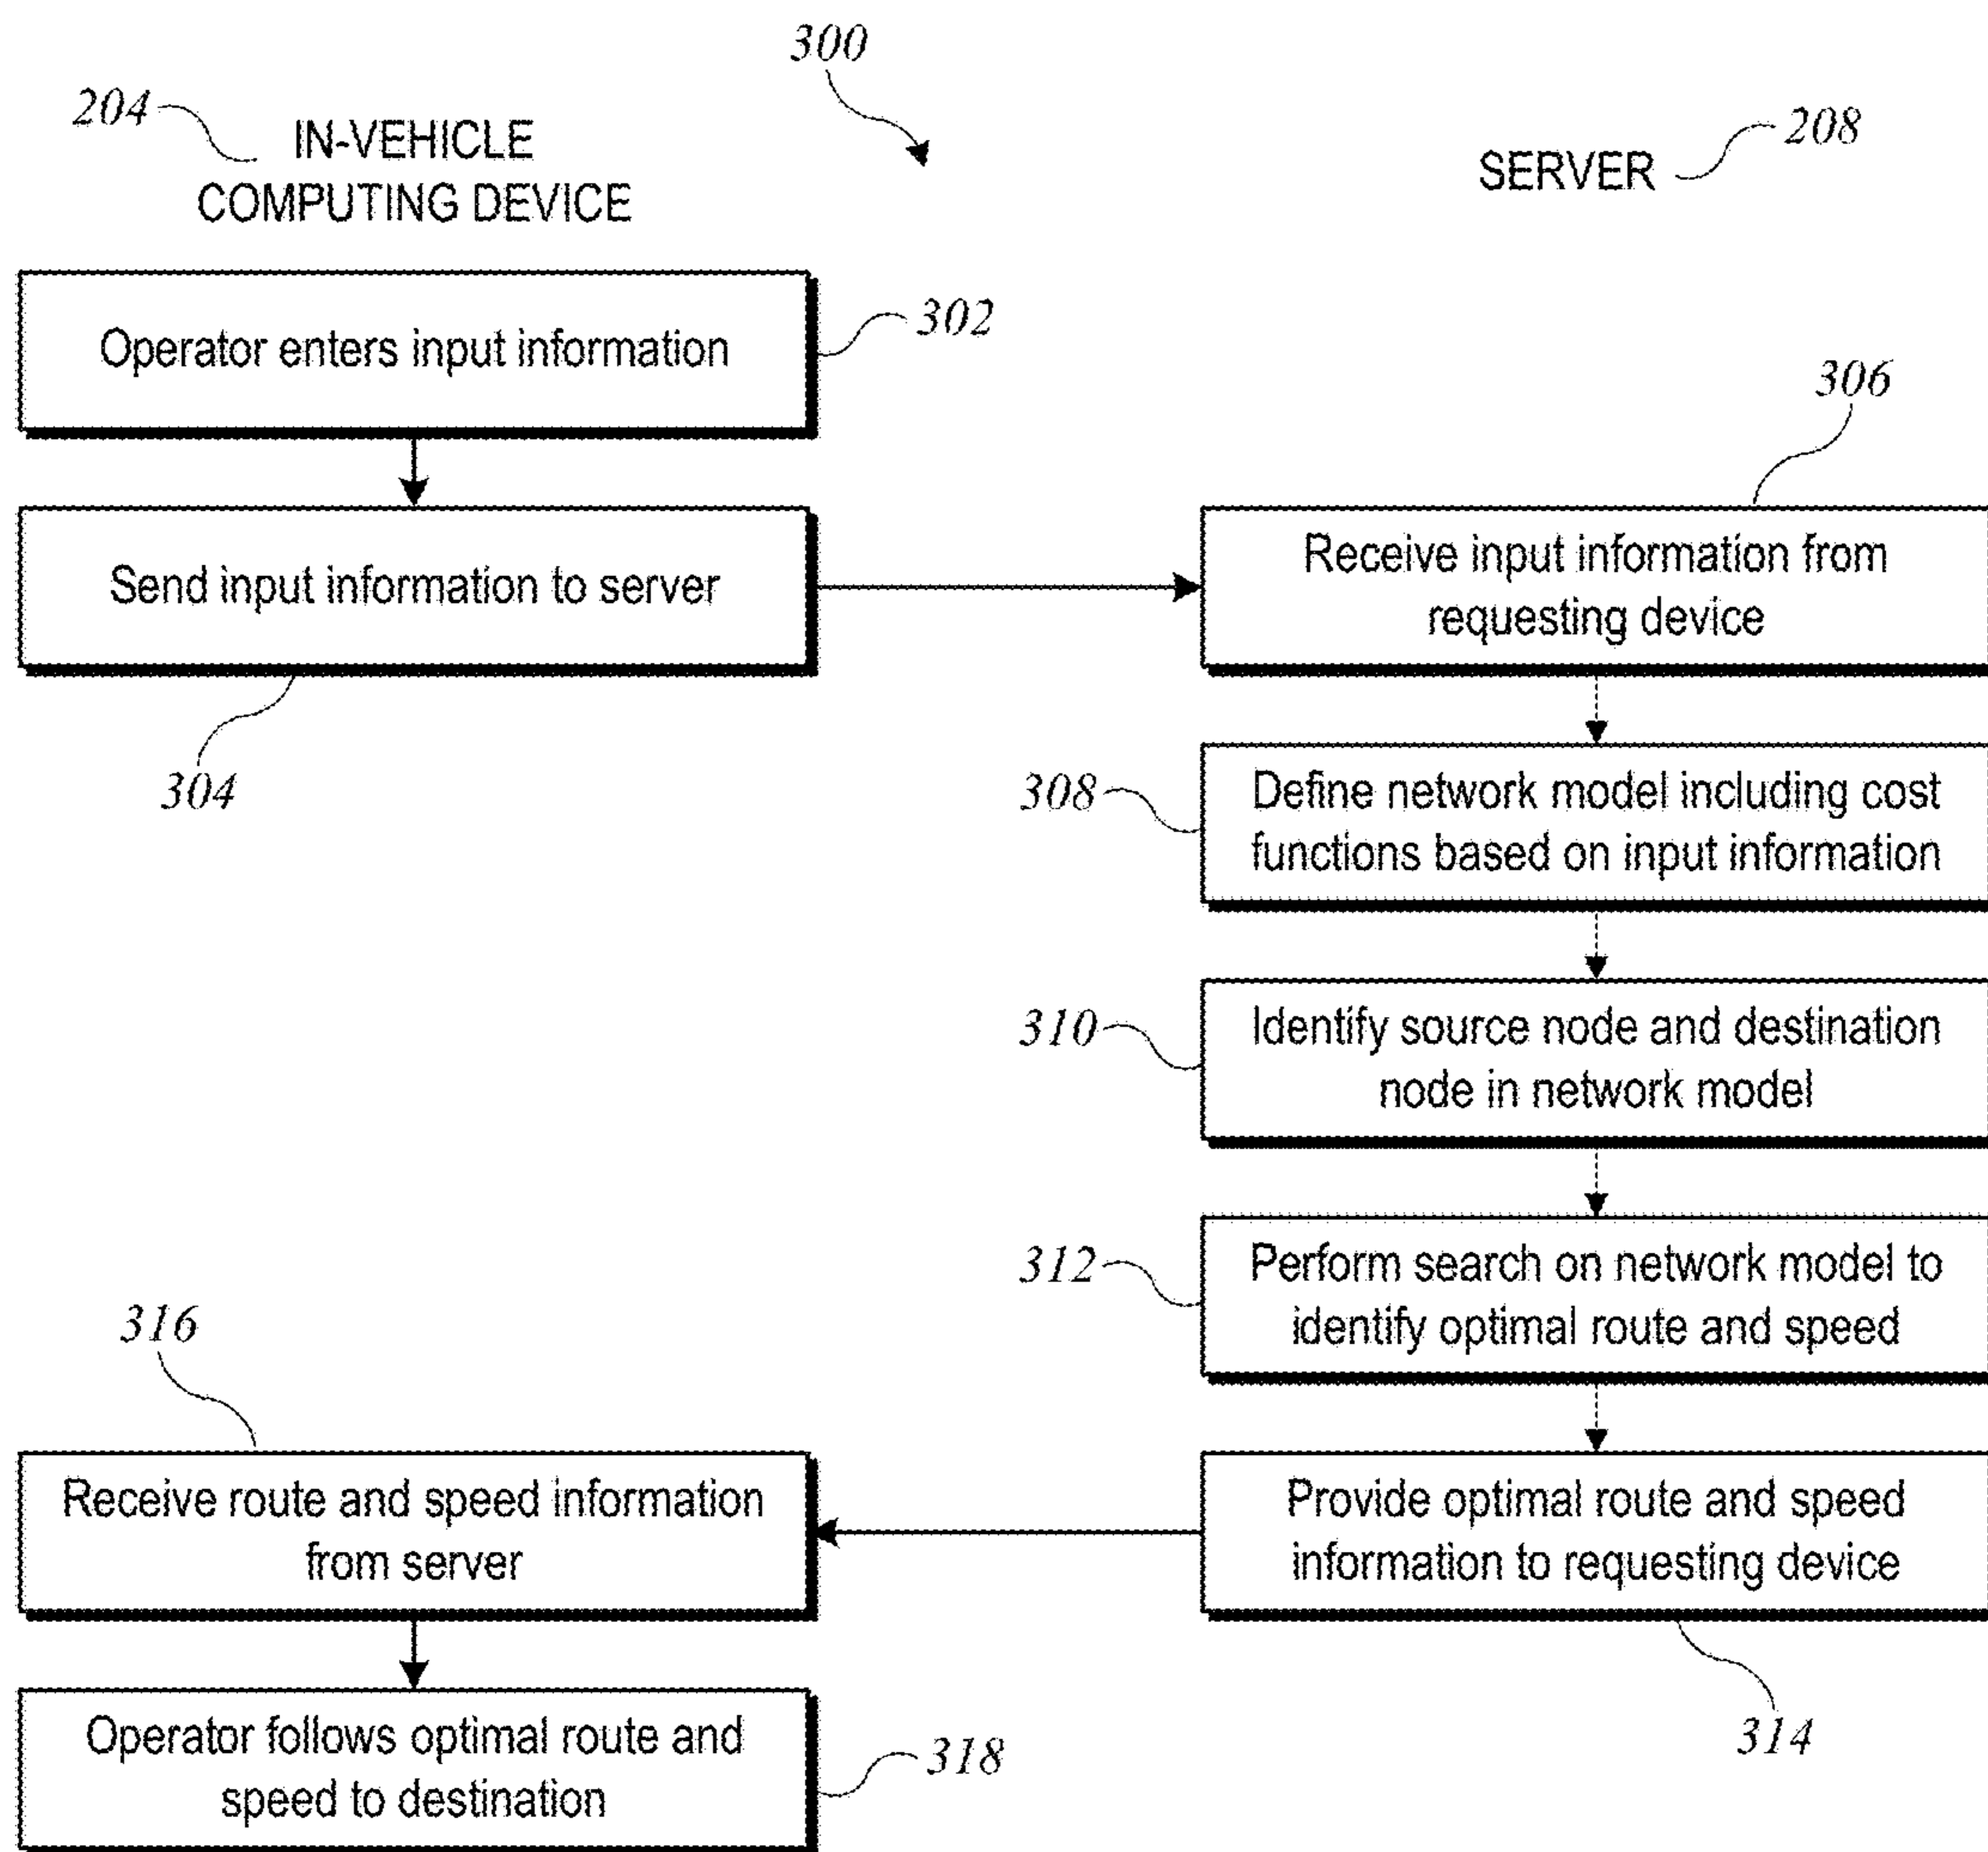 300
204
IN-VEHICLE
COMPUTING DEVICE
208
SERVER
Operator enters input information
302
306
Send input information to server
304
Receive input information from
requesting device
308
Define network model including cost
functions based on input information
310
Identify source node and destination
node in network model
312
Perform search on network model to
identify optimal route and speed
316
Receive route and speed information
from server
Provide optimal route and speed
information to requesting device
314
Operator follows optimal route and
speed to destination
318